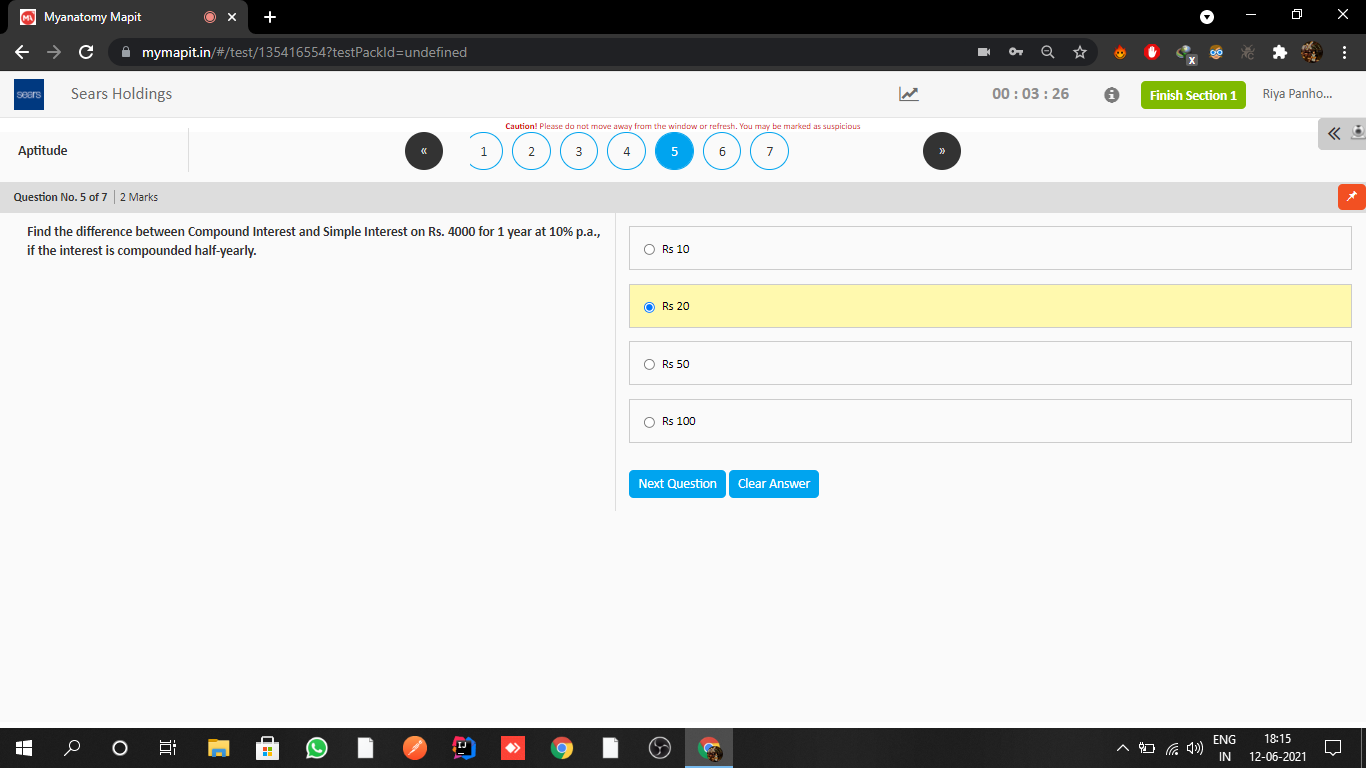 Myanatomy Mapit
mymapit.in/#/test/135416554?testPackId=undefined
sears
Sears Holdings
00 : 03 : 26
Finish Section 1
Riya Panho...
Caution! Please do not move away from the window or refresh, You may be marked as suspicious
Aptitude
« 1 2 3 4 5 6 7 »
Question No. 5 of 7 | 2 Marks
Find the difference between Compound Interest and Simple Interest on Rs. 4000 for 1 year at 10% p.a.,
if the interest is compounded half-yearly.
Rs 10
Rs 20
Rs 50
Rs 100
Next Question
Clear Answer
ENG
IN
18:15
12-06-2021